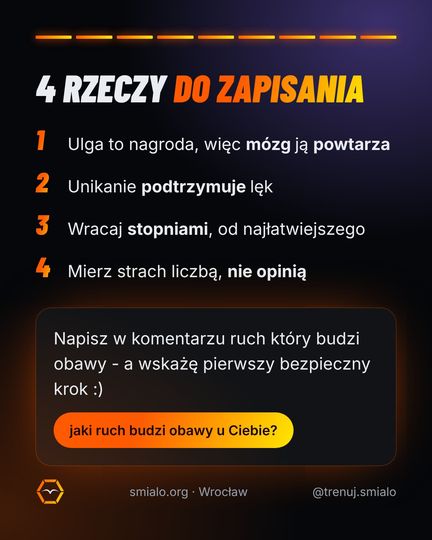 4 RZECZY DO ZAPISANIA
1 Ulga to nagroda, więc mózg ją powtarza
2 Unikanie podtrzymuje lęk
3 Wracaj stopniami, od najłatwiejszego
4 Mierz strach liczbą, nie opinią
Napisz w komentarzu ruch który budzi
obawy - a wskażę pierwszy bezpieczny
krok :)
jaki ruch budzi obawy u Ciebie?
smialo.org · Wrocław @trenuj.smialo